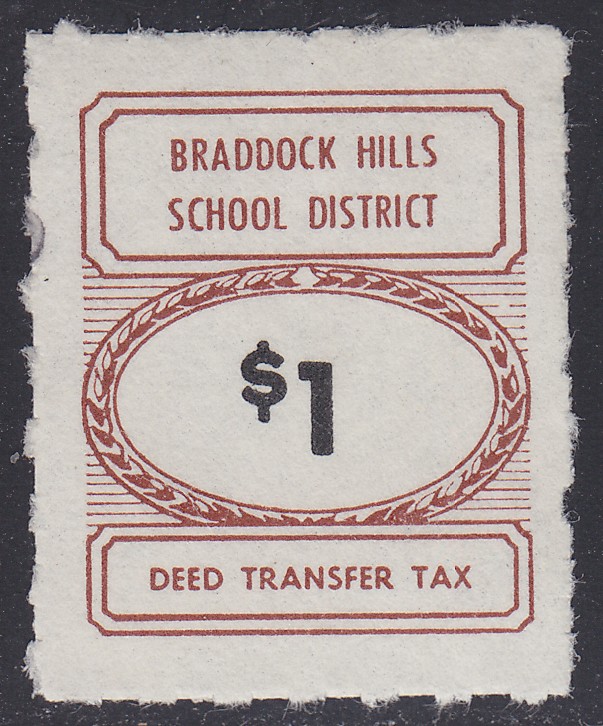 BRADDOCK HILLS
SCHOOL DISTRICT
$1
DEED TRANSFER TAX